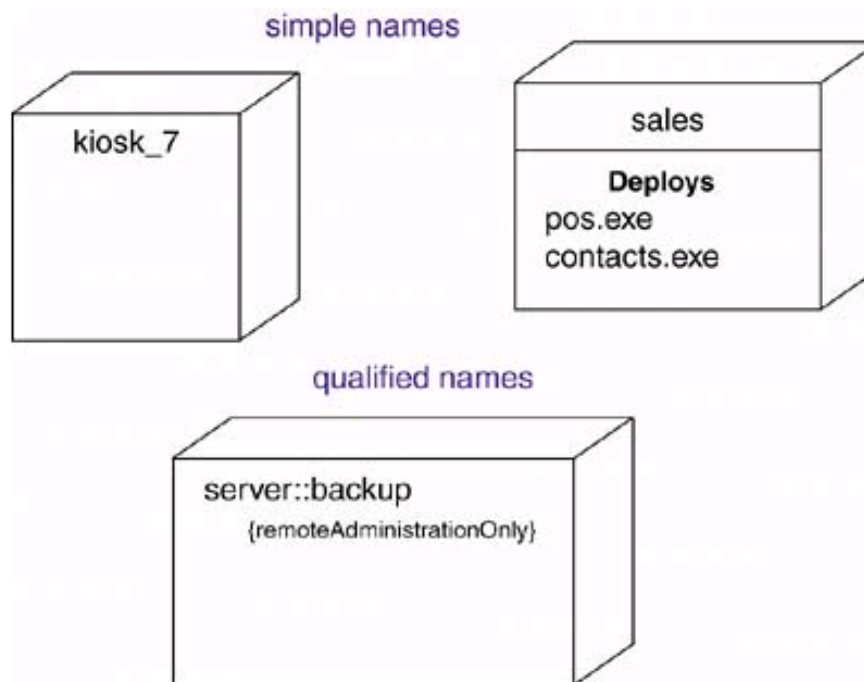 simple names
kiosk_7
sales
Deploys
pos.exe
contacts.exe
qualified names
server::backup
{remoteAdministrationOnly}